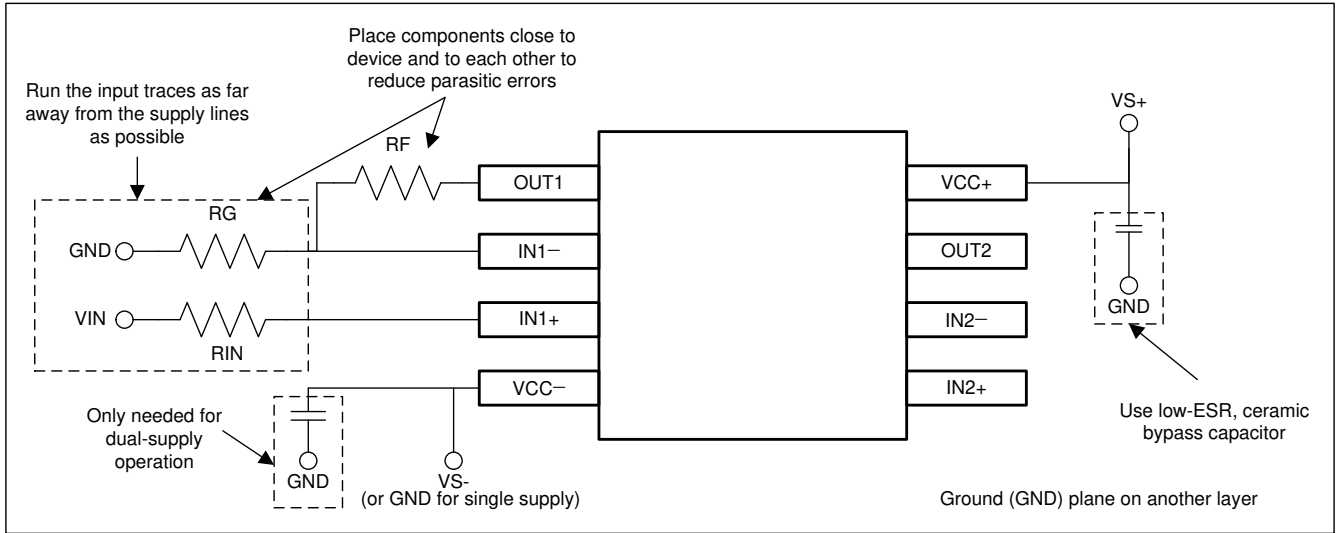 Place components close to
device and to each other to
reduce parasitic errors
Run the input traces as far
away from the supply lines
as possible
VS+
RF
OUT1
VCC+
RG
GND
IN1−
OUT2
VIN
IN1+
GND
IN2−
RIN
VCC−
IN2+
Only needed for
dual-supply
operation
Use low-ESR, ceramic
bypass capacitor
GND
VS-
(or GND for single supply)
Ground (GND) plane on another layer